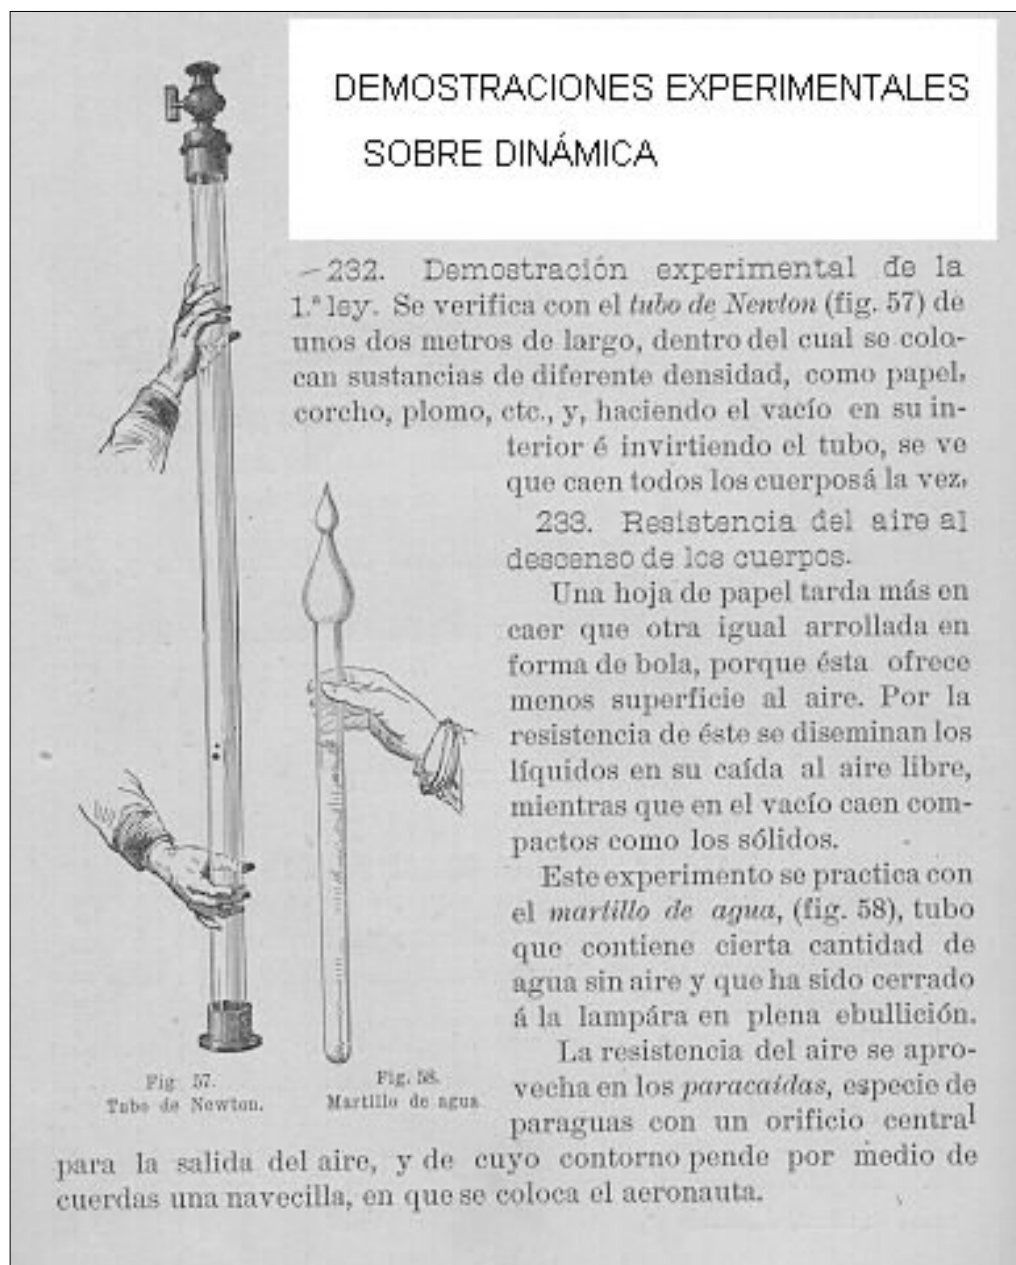 DEMOSTRACIONES EXPERIMENTALES
SOBRE DINÁMICA
232. Demostración experimental de la
1.ª ley. Se verifica con el tubo de Newton (fig. 57) de
unos dos metros de largo, dentro del cual se colo-
can sustancias de diferente densidad, como papel,
corcho, plomo, etc., y, haciendo el vacío en su in-
terior é invirtiendo el tubo, se ve
que caen todos los cuerpos á la vez.
233. Resistencia del aire al
descenso de los cuerpos.
Una hoja de papel tarda más en
caer que otra igual arrollada en
forma de bola, porque ésta ofrece
menos superficie al aire. Por la
resistencia de éste se diseminan los
líquidos en su caída al aire libre,
mientras que en el vacío caen com-
pactos como los sólidos.
Este experimento se practica con
el martillo de agua, (fig. 58), tubo
que contiene cierta cantidad de
agua sin aire y que ha sido cerrado
á la lampára en plena ebullición.
La resistencia del aire se apro-
vecha en los paracaídas, especie de
paraguas con un orificio central
para la salida del aire, y de cuyo contorno pende por medio de
cuerdas una navecilla, en que se coloca el aeronauta.
Fig 57.
Tubo de Newton.
Fig. 58.
Martillo de agua